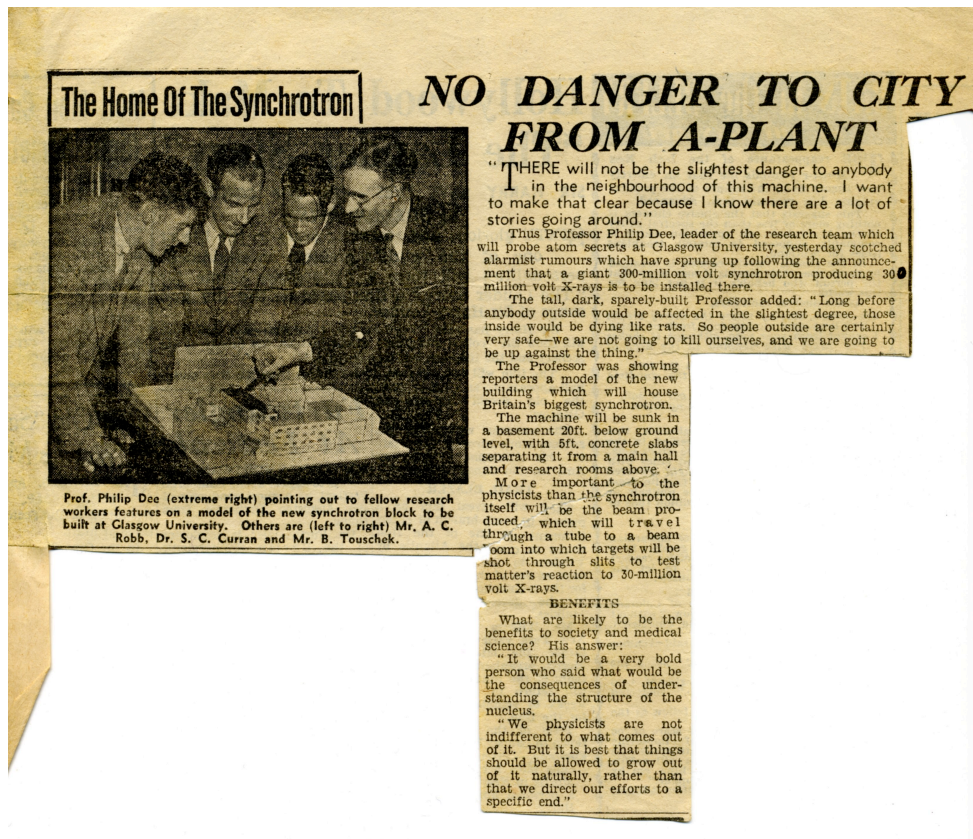 The Home Of The Synchrotron
Prof. Philip Dee (extreme right) pointing out to fellow research
workers features on a model of the new synchrotron block to be
built at Glasgow University. Others are (left to right) Mr. A. C.
Robb, Dr. S. C. Curran and Mr. B. Touschek.
NO DANGER TO CITY
FROM A-PLANT
"THERE will not be the slightest danger to anybody
in the neighbourhood of this machine. I want
to make that clear because I know there are a lot of
stories going around."
Thus Professor Philip Dee, leader of the research team which
will probe atom secrets at Glasgow University, yesterday scotched
alarmist rumours which have sprung up following the announce-
ment that a giant 300-million volt synchrotron producing 30
million volt X-rays is to be installed there.
The tall, dark, sparely-built Professor added: "Long before
anybody outside would be affected in the slightest degree, those
inside would be dying like rats. So people outside are certainly
very safe—we are not going to kill ourselves, and we are going to
be up against the thing."
The Professor was showing
reporters a model of the new
building which will house
Britain's biggest synchrotron.
The machine will be sunk in
a basement 20ft. below ground
level, with 5ft. concrete slabs
separating it from a main hall
and research rooms above.
More important to the
physicists than the synchrotron
itself will be the beam pro-
duced, which will travel
through a tube to a beam
oom into which targets will be
shot through slits to test
matter's reaction to 30-million
volt X-rays.
BENEFITS
What are likely to be the
benefits to society and medical
science? His answer:
"It would be a very bold
person who said what would be
the consequences of under-
standing the structure of the
nucleus.
"We physicists are not
indifferent to what comes out
of it. But it is best that things
should be allowed to grow out
of it naturally, rather than
that we direct our efforts to a
specific end."